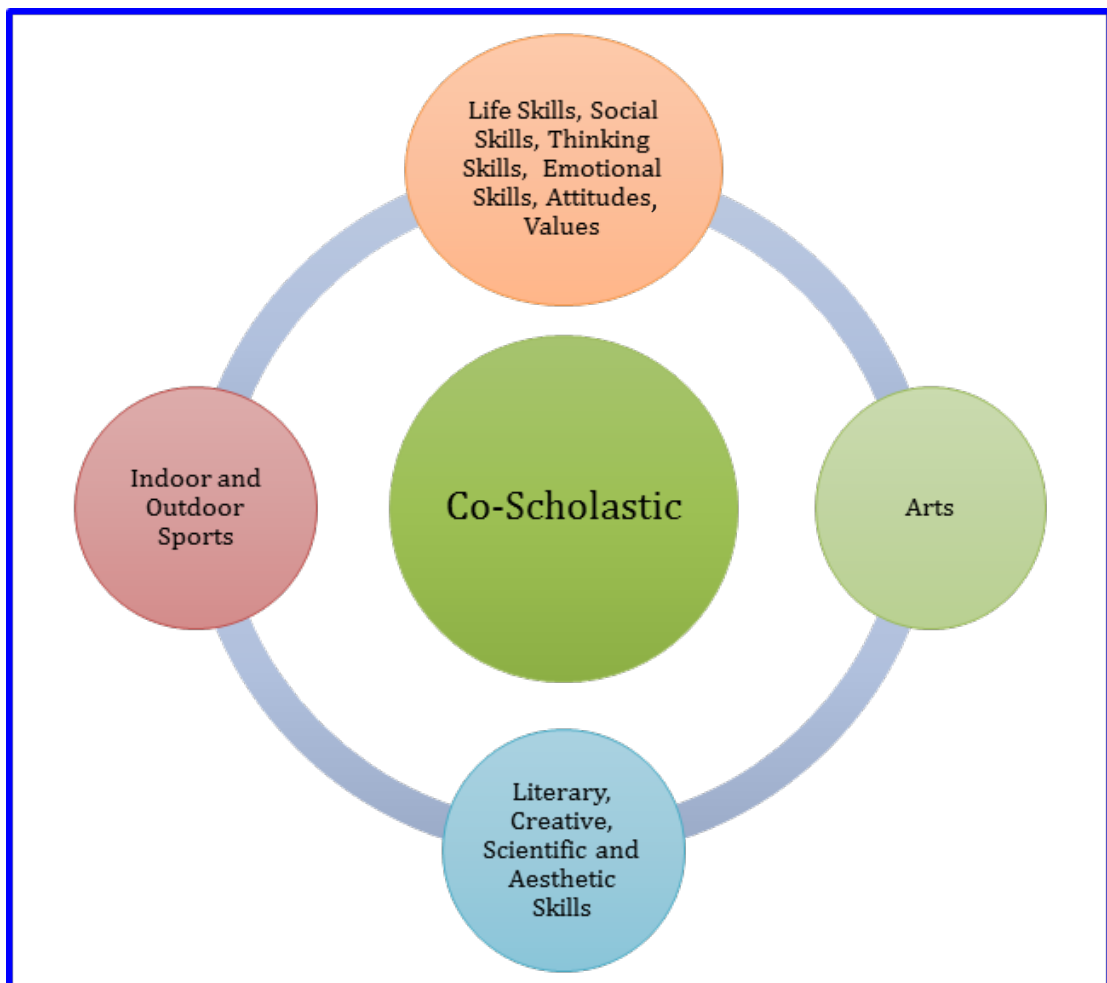 Life Skills, Social
Skills, Thinking
Skills, Emotional
Skills, Attitudes,
Values
Indoor and
Outdoor
Sports
Co-Scholastic
Arts
Literary,
Creative,
Scientific and
Aesthetic
Skills